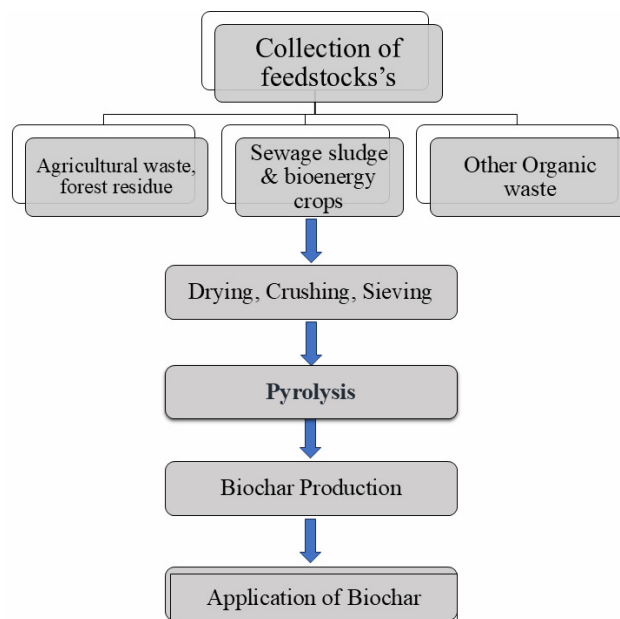 Collection of
feedstocks's
Agricultural waste,
forest residue
Sewage sludge
& bioenergy
crops
Other Organic
waste
Drying, Crushing, Sieving
Pyrolysis
Biochar Production
Application of Biochar